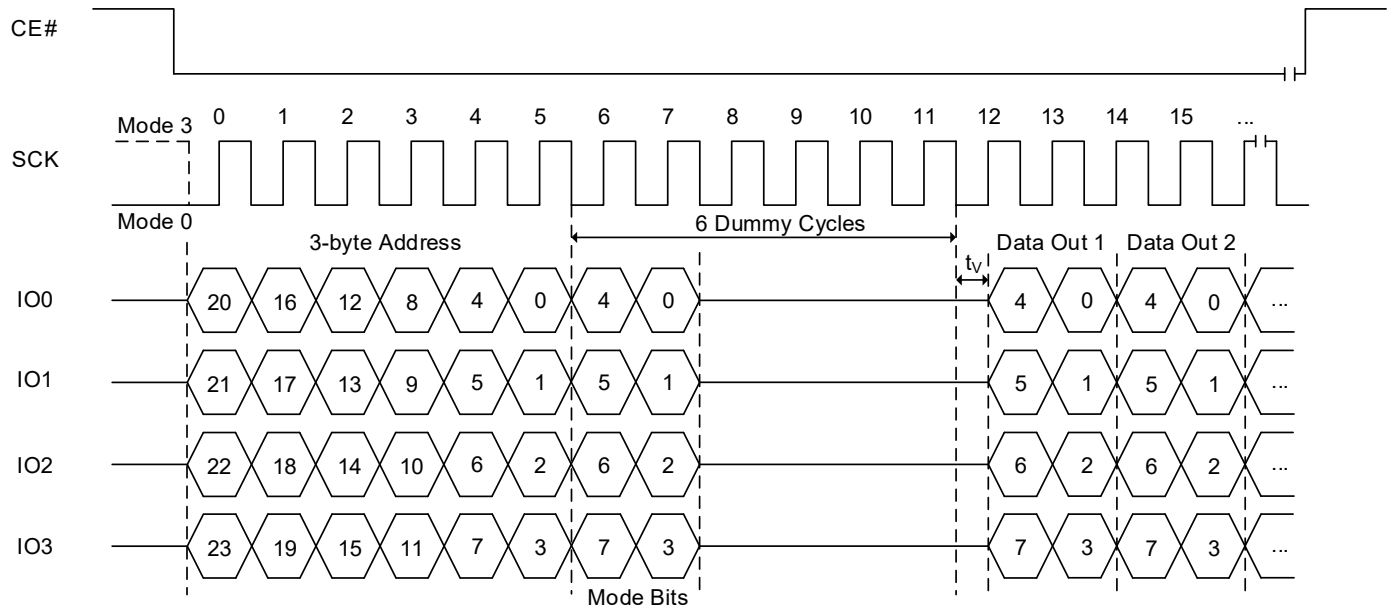 CE#
Mode 3 0 1 2 3 4 5 6 7 8 9 10 11 12 13 14 15 ...
SCK
Mode 0
6 Dummy Cycles
3-byte Address Data Out 1 Data Out 2
tV
IO0 20 16 12 8 4 0 4 0 4 0 4 0 ...
IO1 21 17 13 9 5 1 5 1 5 1 5 1 ...
IO2 22 18 14 10 6 2 6 2 6 2 6 2 ...
IO3 23 19 15 11 7 3 7 3 7 3 7 3 ...
Mode Bits